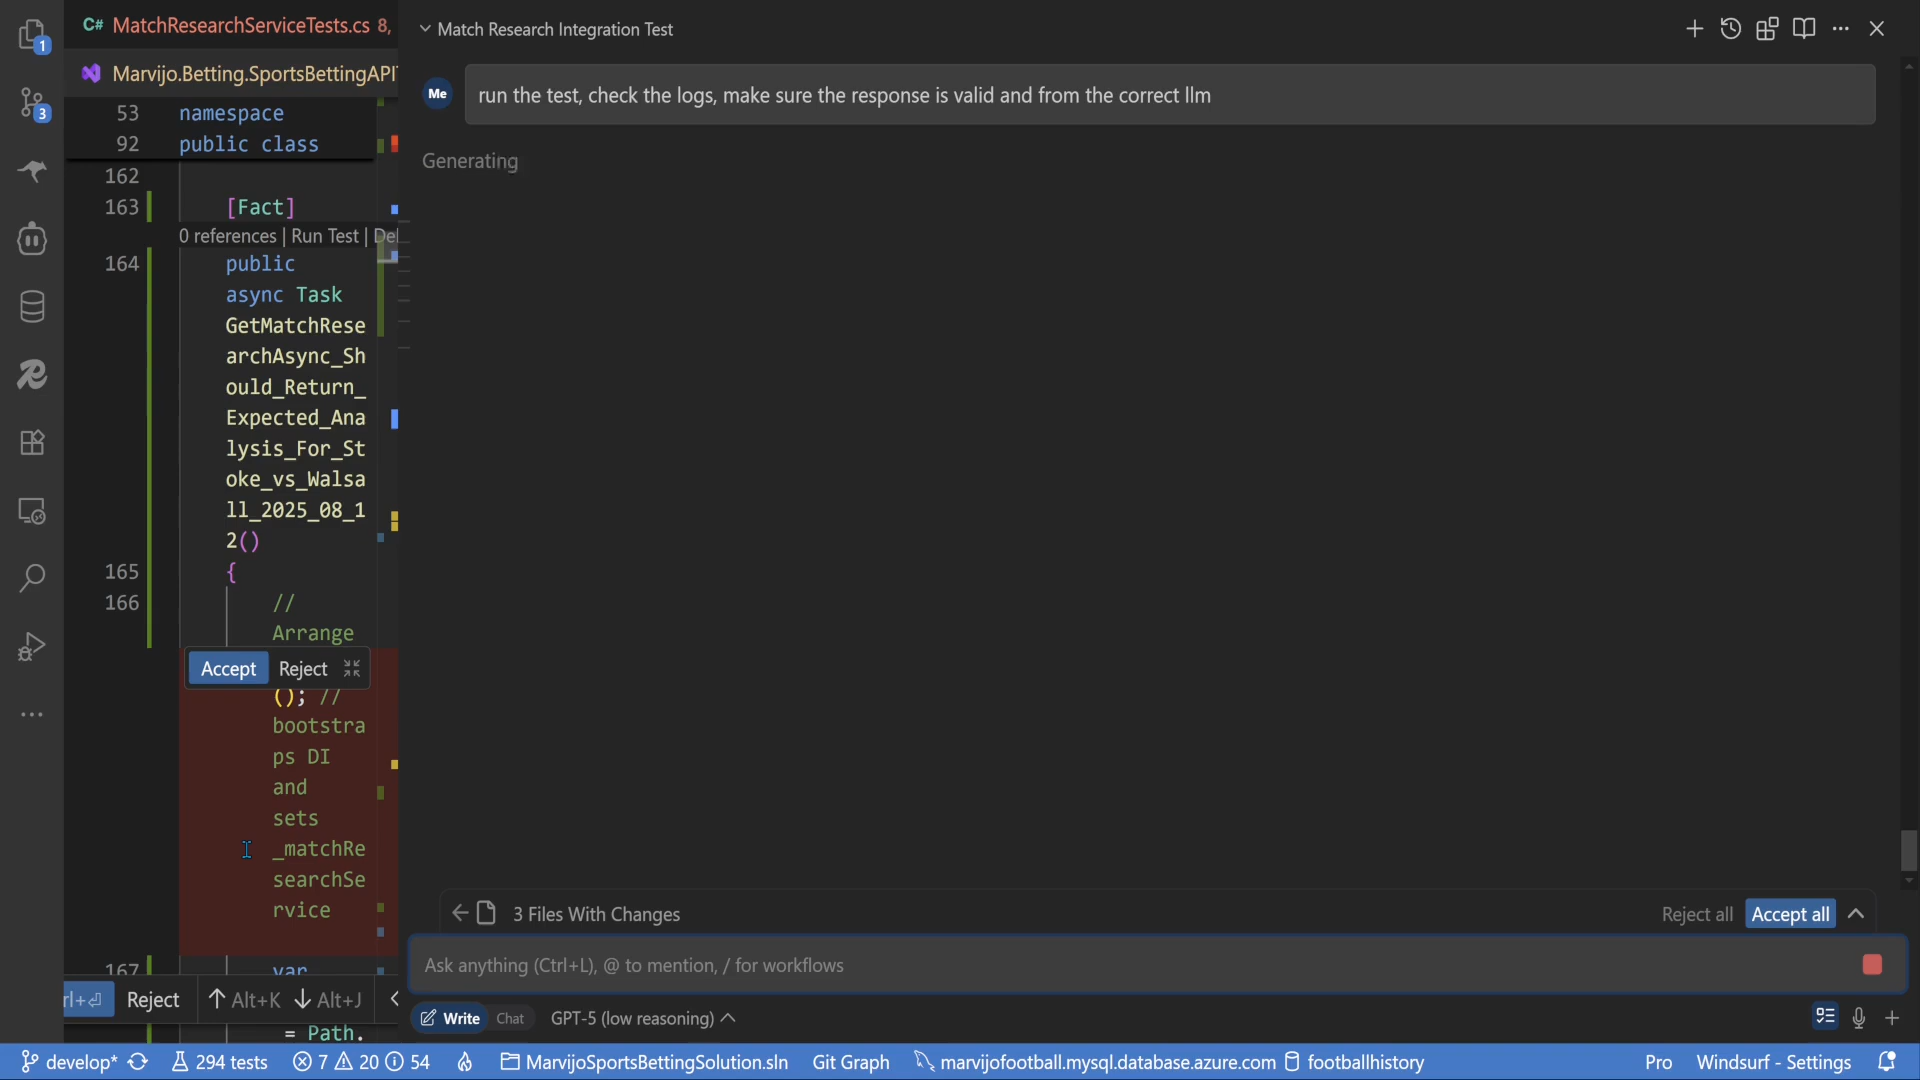 1
3
C# MatchResearchServiceTests.cs 8,
Marvijo.Betting.SportsBettingAPI
53 namespace
92 public class
162
163 [Fact]
0 references | Run Test | De
164 public
async Task
GetMatchRese
archAsync_Sh
ould_Return_
Expected_Ana
lysis_For_St
oke_vs_Walsa
ll_2025_08_1
2()
165 {
166 //
Arrange
Accept Reject
(); //
bootstra
ps DI
and
sets
_matchRe
searchSe
rvice
167 var
Reject ↑ Alt+K ↓ Alt+J <
= Path.
Match Research Integration Test
Me
run the test, check the logs, make sure the response is valid and from the correct llm
Generating
3 Files With Changes
Reject all Accept all
Ask anything (Ctrl+L), @ to mention, / for workflows
Write Chat GPT-5 (low reasoning)
develop* 294 tests 7 20 54 MarvijoSportsBettingSolution.sln Git Graph marvijofootball.mysql.database.azure.com footballhistory Pro Windsurf - Settings